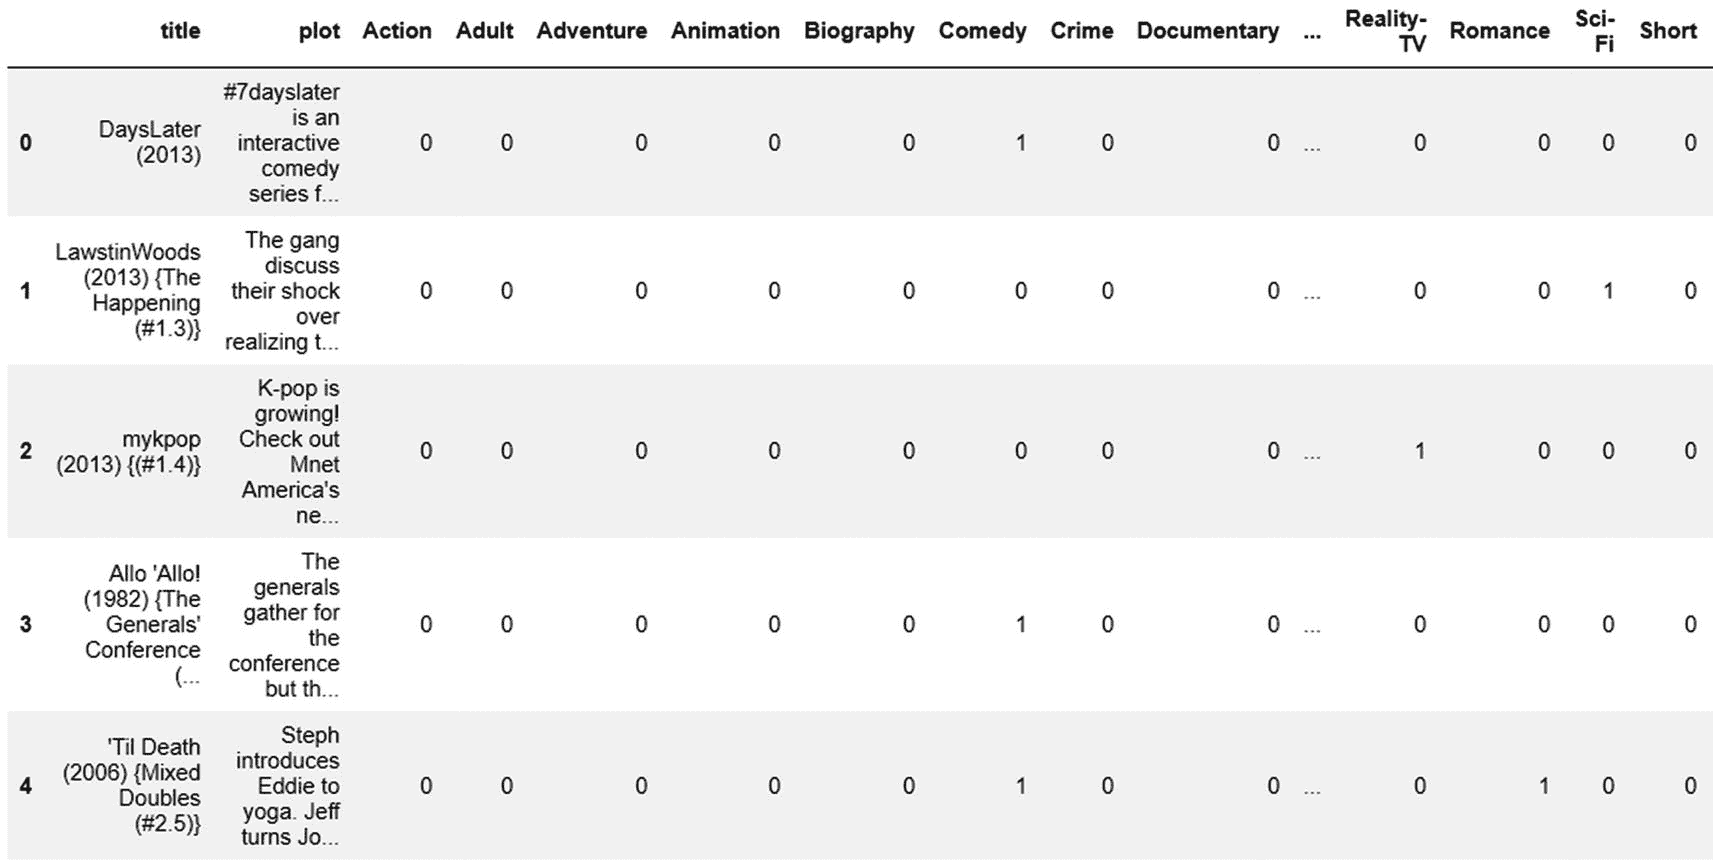 title plot Action Adult Adventure Animation Biography Comedy Crime Documentary ... Reality- Romance Sci- Short
TV Fi
0 DaysLater (2013) #7dayslater is an interactive comedy series f... 0 0 0 0 0 1 0 0 ... 0 0 0 0
1 LawstinWoods (2013) {The Happening (#1.3)} The gang discuss their shock over realizing t... 0 0 0 0 0 0 0 0 ... 0 0 1 0
2 mykpop (2013) {(#1.4)} K-pop is growing! Check out Mnet America's ne... 0 0 0 0 0 0 0 0 ... 1 0 0 0
3 Allo 'Allo! (1982) {The Generals' Conference (... The generals gather for the conference but th... 0 0 0 0 0 1 0 0 ... 0 0 0 0
4 'Til Death (2006) {Mixed Doubles (#2.5)} Steph introduces Eddie to yoga. Jeff turns Jo... 0 0 0 0 0 1 0 0 ... 0 1 0 0